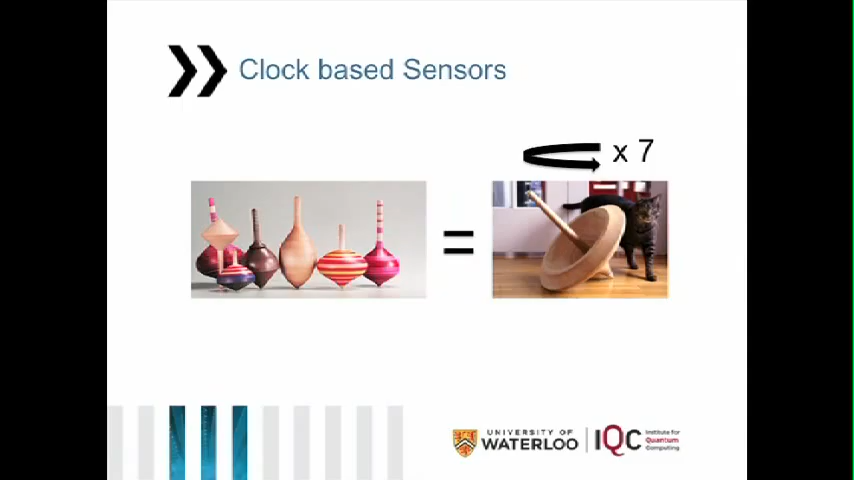 Clock based Sensors
x 7
=
UNIVERSITY OF
WATERLOO
IQC
Institute for
Quantum
Computing